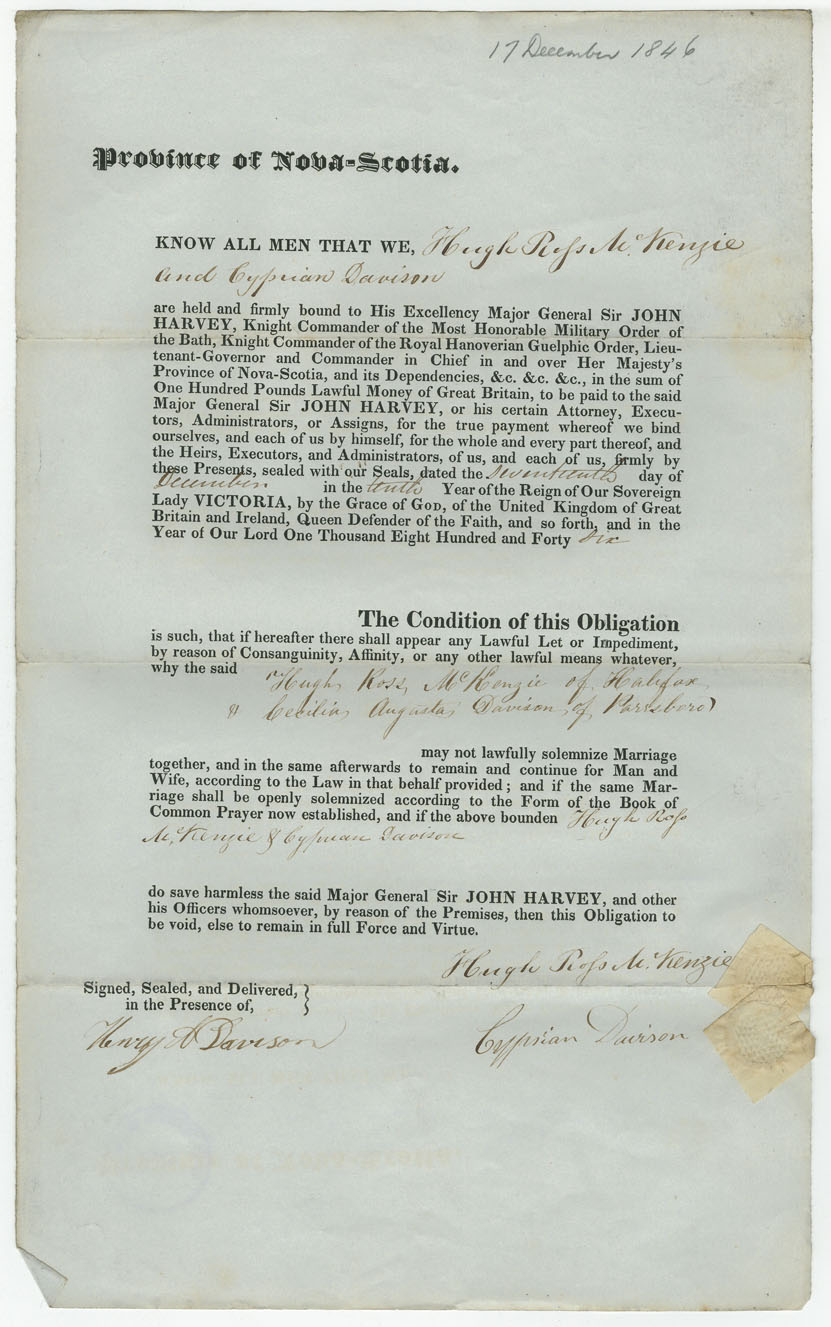 17 December 1846
Province of Nova-Scotia.
KNOW ALL MEN THAT WE, Hugh Ross McKenzie
and Cyprian Davison
are held and firmly bound to His Excellency Major General Sir JOHN
HARVEY, Knight Commander of the Most Honorable Military Order of
the Bath, Knight Commander of the Royal Hanoverian Guelphic Order, Lieu-
tenant-Governor and Commander in Chief in and over Her Majesty's
Province of Nova-Scotia, and its Dependencies, &c. &c. &c., in the sum of
One Hundred Pounds Lawful Money of Great Britain, to be paid to the said
Major General Sir JOHN HARVEY, or his certain Attorney, Execu-
tors, Administrators, or Assigns, for the true payment whereof we bind
ourselves, and each of us by himself, for the whole and every part thereof, and
the Heirs, Executors, and Administrators, of us, and each of us, firmly by
these Presents, sealed with our Seals, dated the seventeenth day of
December in the tenth Year of the Reign of Our Sovereign
Lady VICTORIA, by the Grace of GOD, of the United Kingdom of Great
Britain and Ireland, Queen Defender of the Faith, and so forth, and in the
Year of Our Lord One Thousand Eight Hundred and Forty six
The Condition of this Obligation
is such, that if hereafter there shall appear any Lawful Let or Impediment,
by reason of Consanguinity, Affinity, or any other lawful means whatever,
why the said Hugh Ross McKenzie of Halifax
& Cecilia Augusta Davison of Parsboro
may not lawfully solemnize Marriage
together, and in the same afterwards to remain and continue for Man and
Wife, according to the Law in that behalf provided; and if the same Mar-
riage shall be openly solemnized according to the Form of the Book of
Common Prayer now established, and if the above bounden Hugh Ross
McKenzie & Cyprian Davison
do save harmless the said Major General Sir JOHN HARVEY, and other
his Officers whomsoever, by reason of the Premises, then this Obligation to
be void, else to remain in full Force and Virtue.
Hugh Ross McKenzie
Signed, Sealed, and Delivered, }
in the Presence of,
Henry A Davison
Cyprian Davison